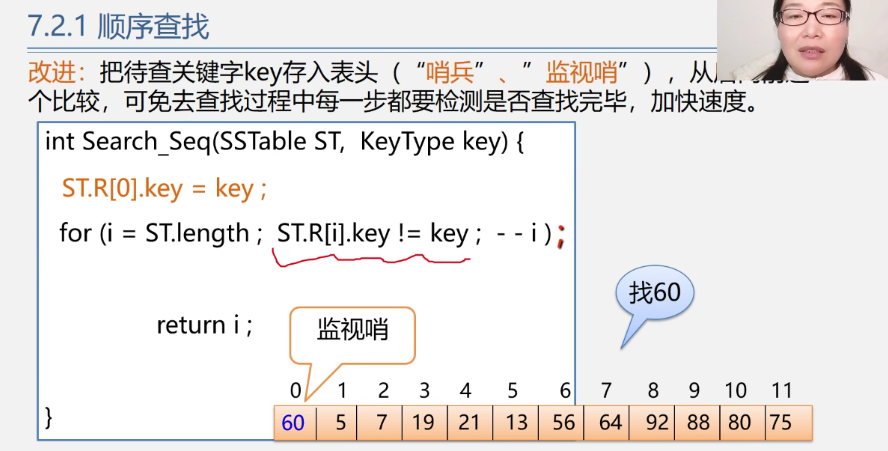 7.2.1 顺序查找
改进：把待查关键字key存入表头（“哨兵”、”监视哨”），从
个比较，可免去查找过程中每一步都要检测是否查找完毕，加快速度。
int Search_Seq(SSTable ST, KeyType key) {
ST.R[0].key = key ;
for (i = ST.length ; ST.R[i].key != key ; - - i ) ;
找60
return i ;
监视哨
0 1 2 3 4 5 6 7 8 9 10 11
60 5 7 19 21 13 56 64 92 88 80 75
}